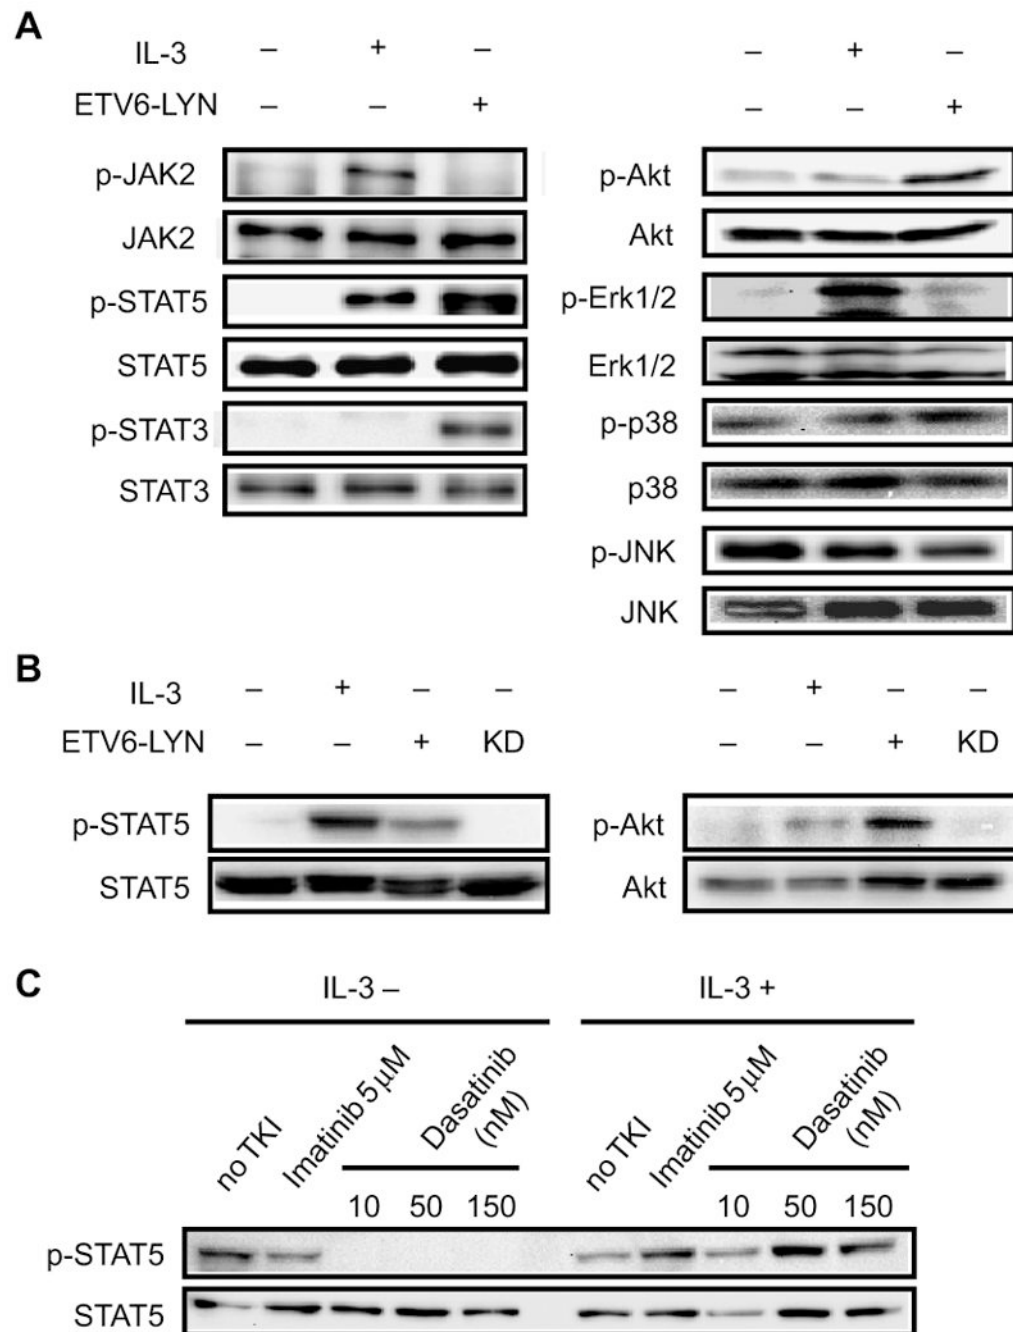 A
IL-3 – + – – + –
ETV6-LYN – – + – – +
p-JAK2 p-Akt
JAK2 Akt
p-STAT5 p-Erk1/2
STAT5 Erk1/2
p-STAT3 p-p38
STAT3 p38
p-JNK
JNK
B
IL-3 – + – – – + – –
ETV6-LYN – – + KD – – + KD
p-STAT5 p-Akt
STAT5 Akt
C
IL-3 – IL-3 +
no TKI Imatinib 5 μM Dasatinib (nM) no TKI Imatinib 5 μM Dasatinib (nM)
10 50 150 10 50 150
p-STAT5
STAT5